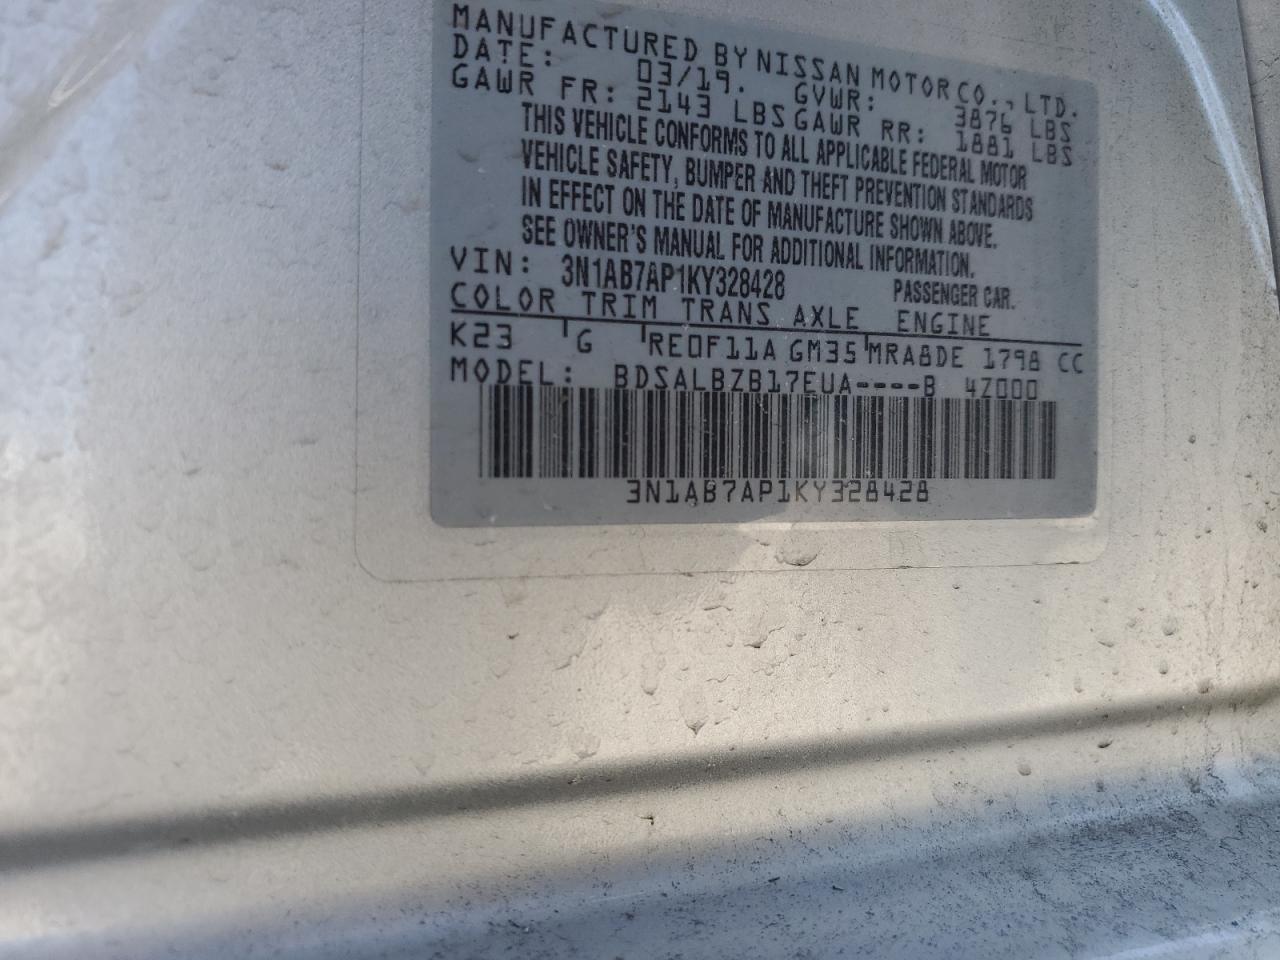 MANUFACTURED BY NISSAN MOTOR CO., LTD.
DATE: 03/19. GVWR: 3876 LBS
GAWR FR: 2143 LBS GAWR RR: 1881 LBS
THIS VEHICLE CONFORMS TO ALL APPLICABLE FEDERAL MOTOR
VEHICLE SAFETY, BUMPER AND THEFT PREVENTION STANDARDS
IN EFFECT ON THE DATE OF MANUFACTURE SHOWN ABOVE.
SEE OWNER'S MANUAL FOR ADDITIONAL INFORMATION.
VIN: 3N1AB7AP1KY328428 PASSENGER CAR.
COLOR TRIM TRANS AXLE ENGINE
K23 G RE0F11A GM35 MRA8DE 1798 CC
MODEL: BDSALBZB17EUA----B 4Z000
3N1AB7AP1KY328428